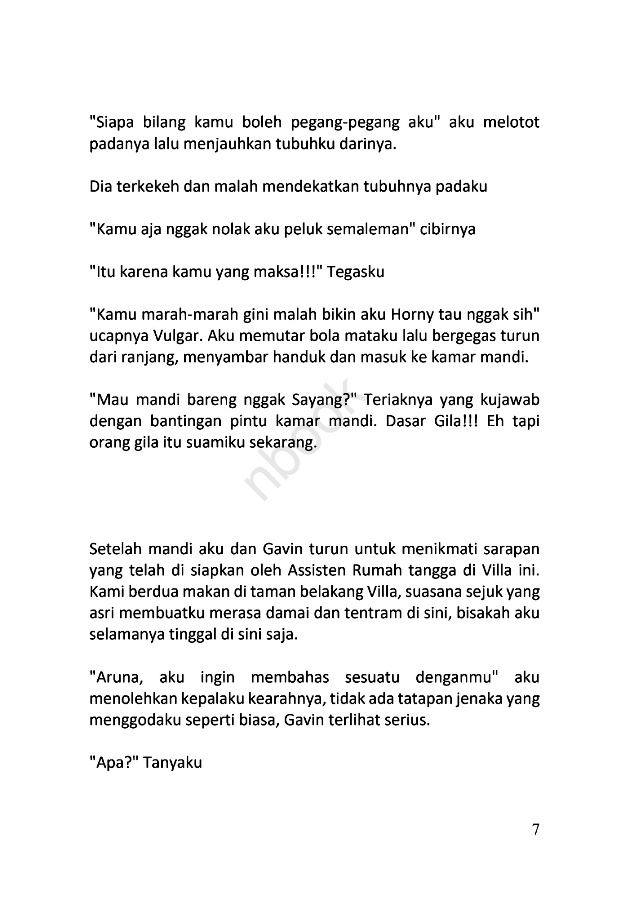 "Siapa bilang kamu boleh pegang-pegang aku" aku melotot
padanya lalu menjauhkan tubuhku darinya.
Dia terkekeh dan malah mendekatkan tubuhnya padaku
"Kamu aja nggak nolak aku peluk semaleman" cibirnya
"Itu karena kamu yang maksa!!!" Tegasku
"Kamu marah-marah gini malah bikin aku Horny tau nggak sih"
ucapnya Vulgar. Aku memutar bola mataku lalu bergegas turun
dari ranjang, menyambar handuk dan masuk ke kamar mandi.
"Mau mandi bareng nggak Sayang?" Teriaknya yang kujawab
dengan bantingan pintu kamar mandi. Dasar Gila!!! Eh tapi
orang gila itu suamiku sekarang.
nbook
Setelah mandi aku dan Gavin turun untuk menikmati sarapan
yang telah di siapkan oleh Assisten Rumah tangga di Villa ini.
Kami berdua makan di taman belakang Villa, suasana sejuk yang
asri membuatku merasa damai dan tentram di sini, bisakah aku
selamanya tinggal di sini saja.
"Aruna, aku ingin membahas sesuatu denganmu" aku
menolehkan kepalaku kearahnya, tidak ada tatapan jenaka yang
menggodaku seperti biasa, Gavin terlihat serius.
"Apa?" Tanyaku
7